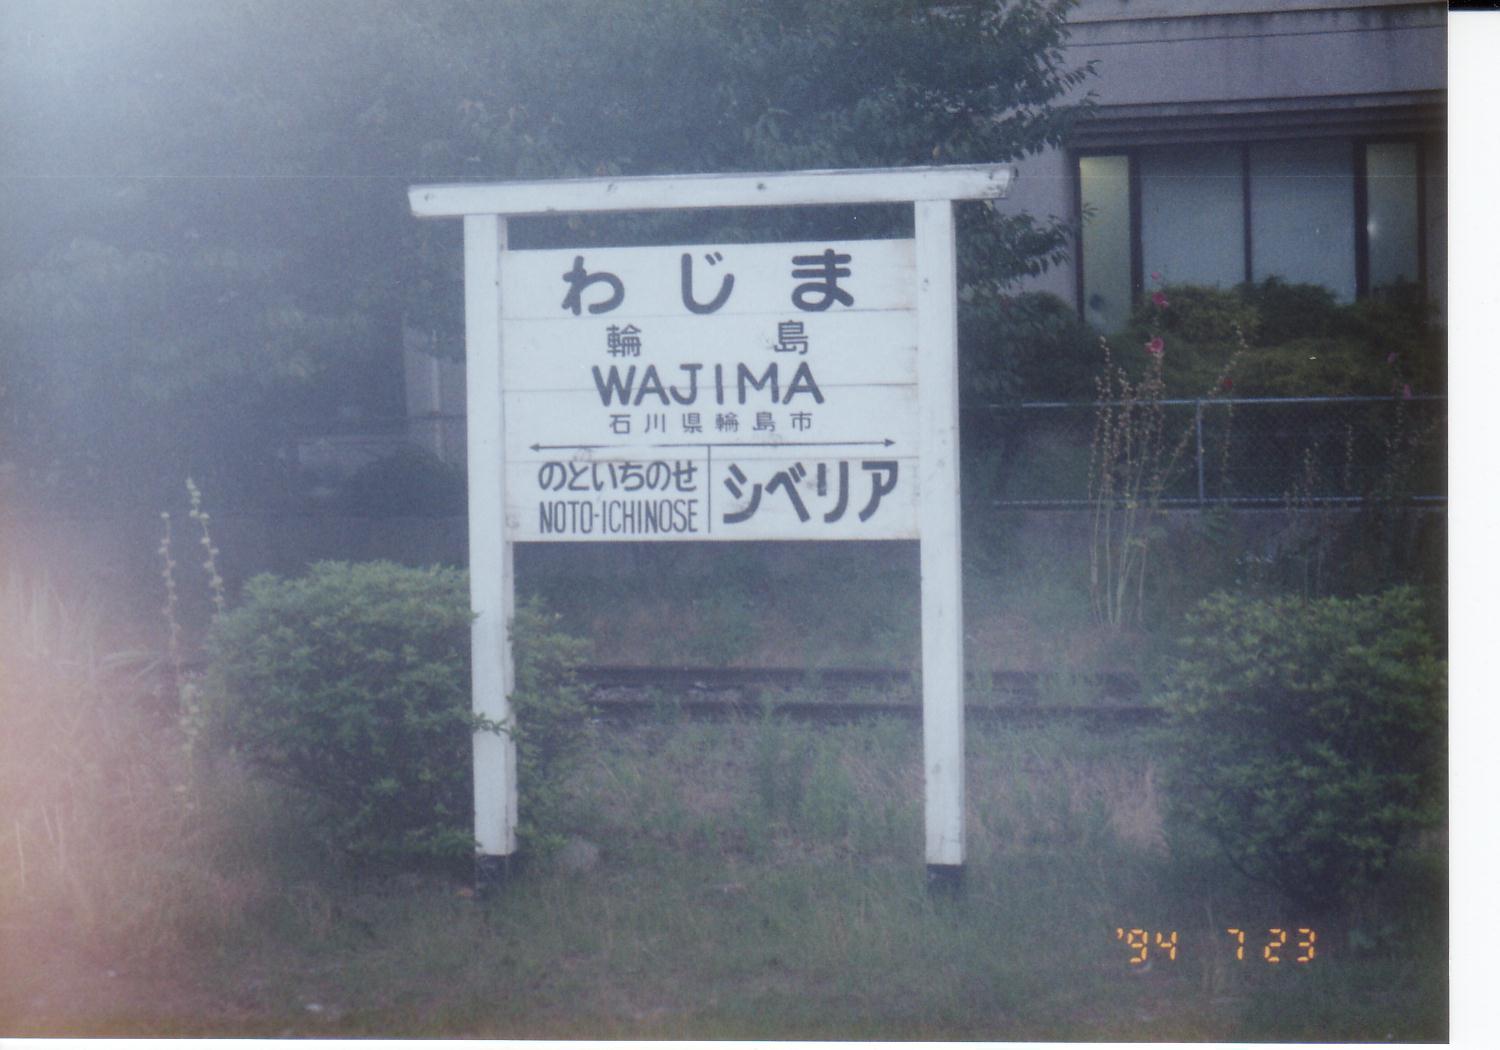 わじま
輪島
WAJIMA
石川県輪島市
のといちのせ
NOTO-ICHINOSE
シベリア
'94 7 23